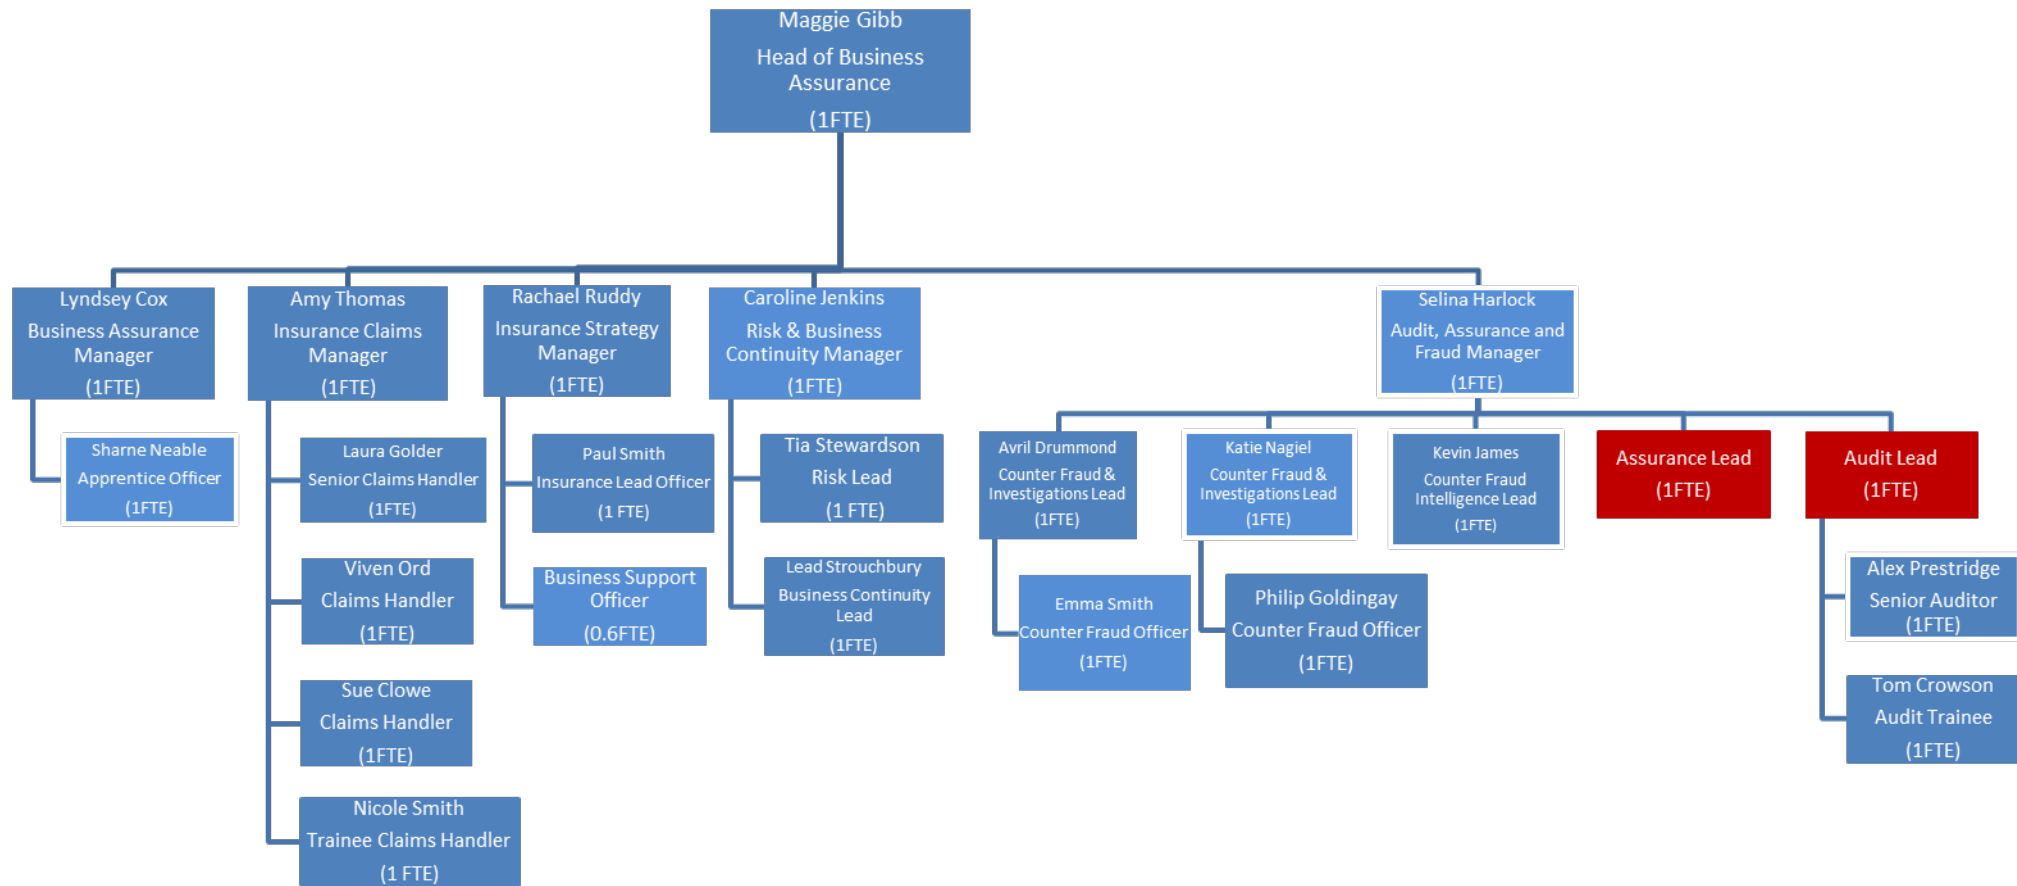 Maggie Gibb
Head of Business
Assurance
(1FTE)
Lyndsey Cox
Business Assurance
Manager
(1FTE)
Sharne Neable
Apprentice Officer
(1FTE)
Amy Thomas
Insurance Claims
Manager
(1FTE)
Laura Golder
Senior Claims Handler
(1FTE)
Viven Ord
Claims Handler
(1FTE)
Sue Clowe
Claims Handler
(1FTE)
Nicole Smith
Trainee Claims Handler
(1 FTE)
Rachael Ruddy
Insurance Strategy
Manager
(1FTE)
Paul Smith
Insurance Lead Officer
(1 FTE)
Business Support
Officer
(0.6FTE)
Caroline Jenkins
Risk & Business
Continuity Manager
(1FTE)
Tia Stewardson
Risk Lead
(1 FTE)
Lead Strouchbury
Business Continuity
Lead
(1FTE)
Selina Harlock
Audit, Assurance and
Fraud Manager
(1FTE)
Avril Drummond
Counter Fraud &
Investigations Lead
(1FTE)
Emma Smith
Counter Fraud Officer
(1FTE)
Katie Nagiel
Counter Fraud &
Investigations Lead
(1FTE)
Philip Goldingay
Counter Fraud Officer
(1FTE)
Kevin James
Counter Fraud
Intelligence Lead
(1FTE)
Assurance Lead
(1FTE)
Audit Lead
(1FTE)
Alex Prestridge
Senior Auditor
(1FTE)
Tom Crowson
Audit Trainee
(1FTE)